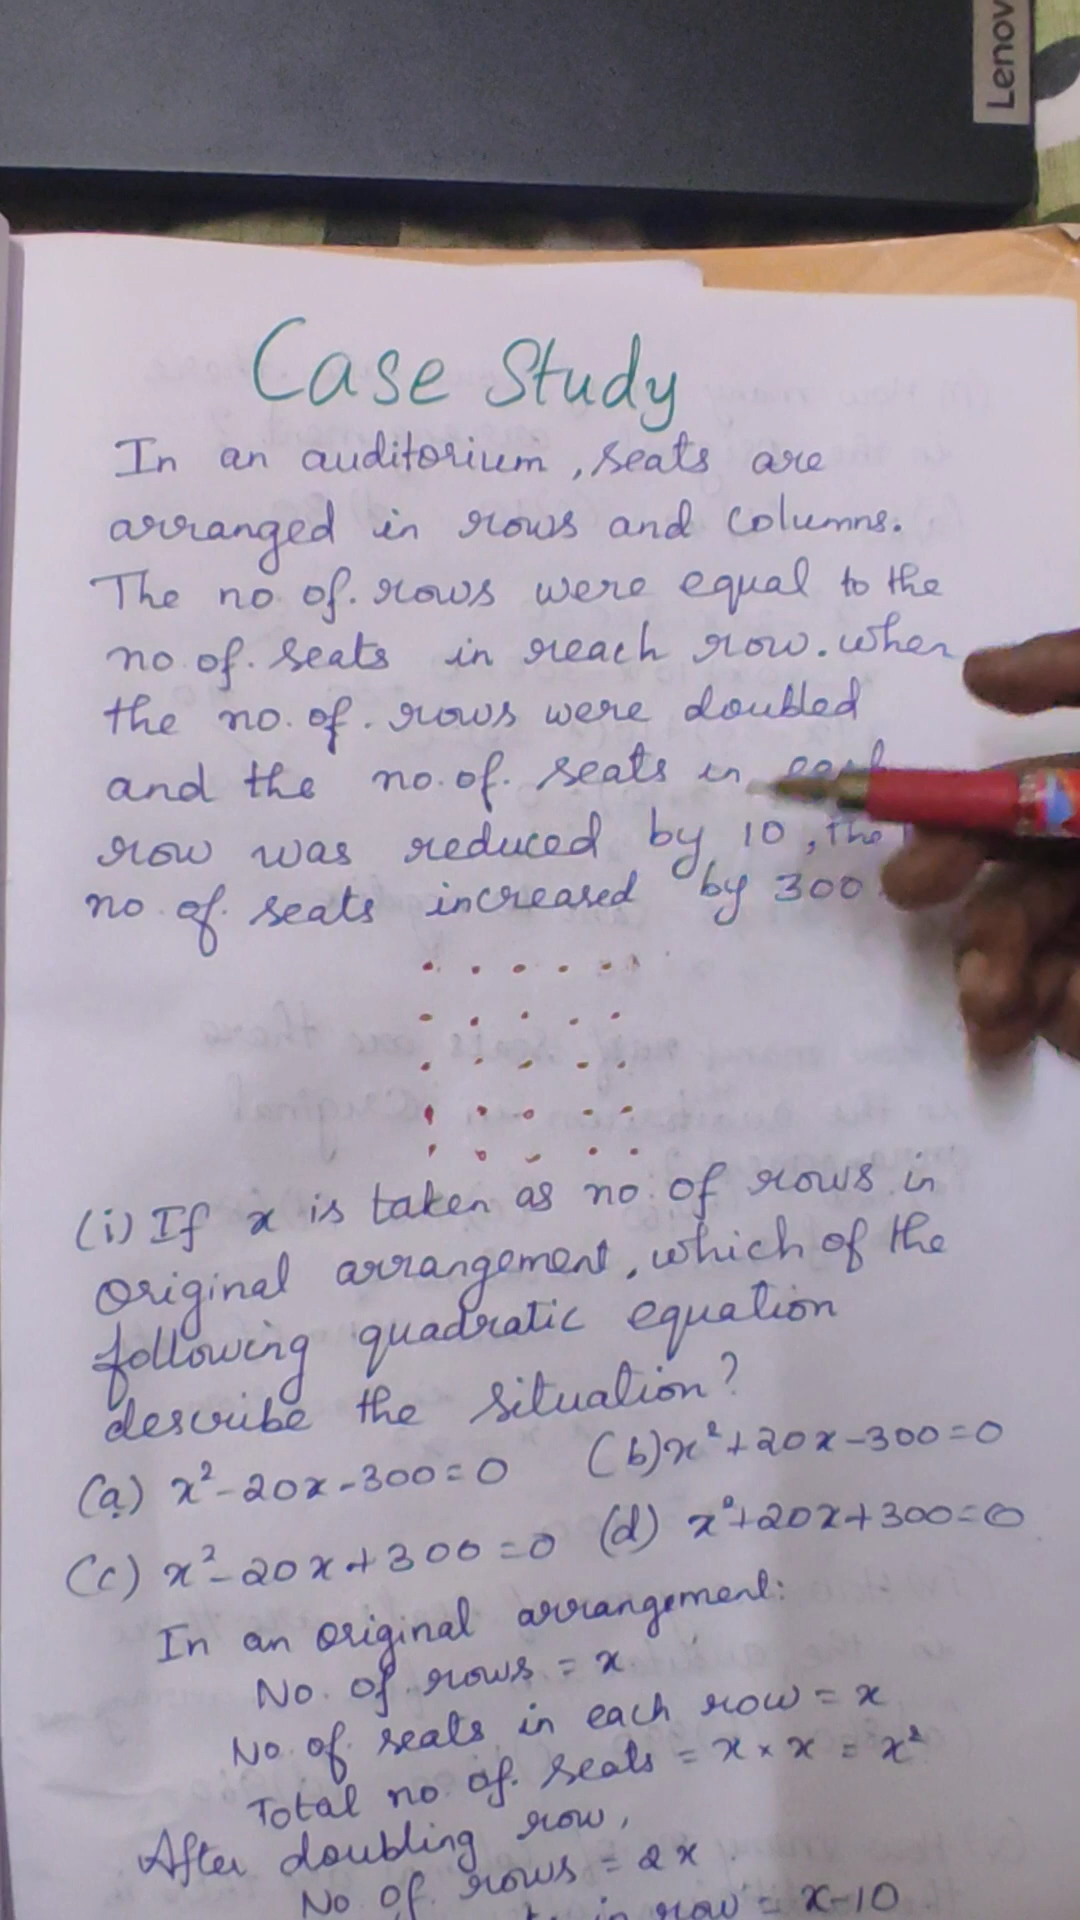 Lenov
Case Study
In an auditorium, seats are
arranged in rows and columns.
The no of. rows were equal to the
no. of. seats in each row. when
the no. of. rows were doubled
and the no. of. seats in each
row was reduced by 10, the
no. of. seats increased by 300
(i) If x is taken as no. of rows in
original arrangement, which of the
following quadratic equation
describe the situation?
(a) x²-20x-300=0 (b) x²+20x-300=0
(c) x²-20x+300=0 (d) x²+20x+300=0
In an original arrangement:
No. of. rows = x
No. of. seats in each row = x
Total no. of. seats = x × x = x²
After doubling row,
No. of. rows = 2x
in row = x-10